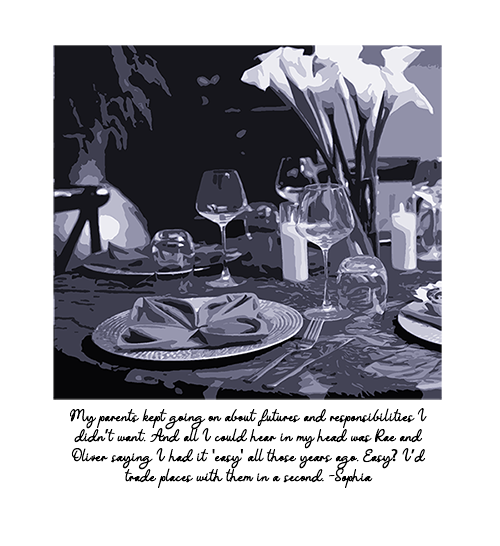 My parents kept going on about futures and responsibilities I
didn't want. And all I could hear in my head was Rae and
Oliver saying I had it 'easy' all those years ago. Easy? I'd
trade places with them in a second. -Sophia